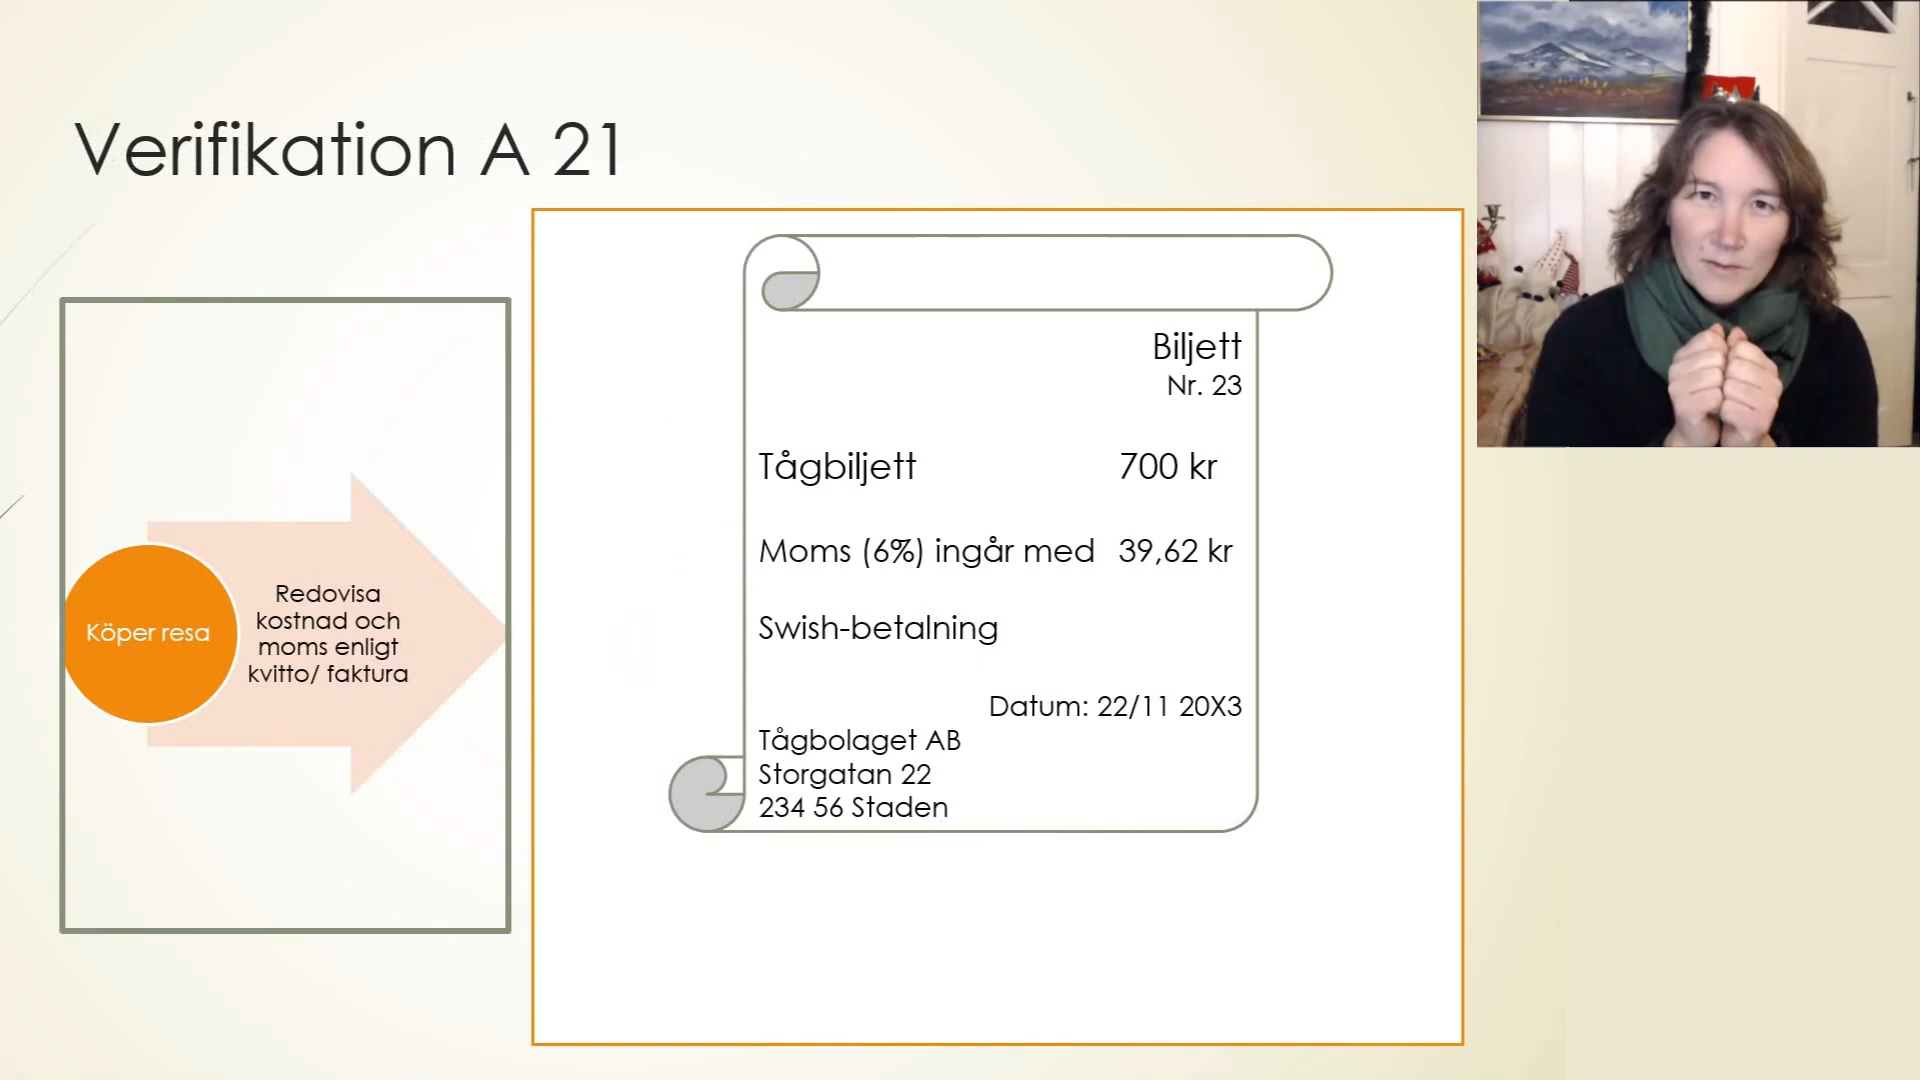 Verifikation A 21
Köper resa
Redovisa
kostnad och
moms enligt
kvitto/ faktura
Biljett
Nr. 23
Tågbiljett 700 kr
Moms (6%) ingår med 39,62 kr
Swish-betalning
Datum: 22/11 20X3
Tågbolaget AB
Storgatan 22
234 56 Staden